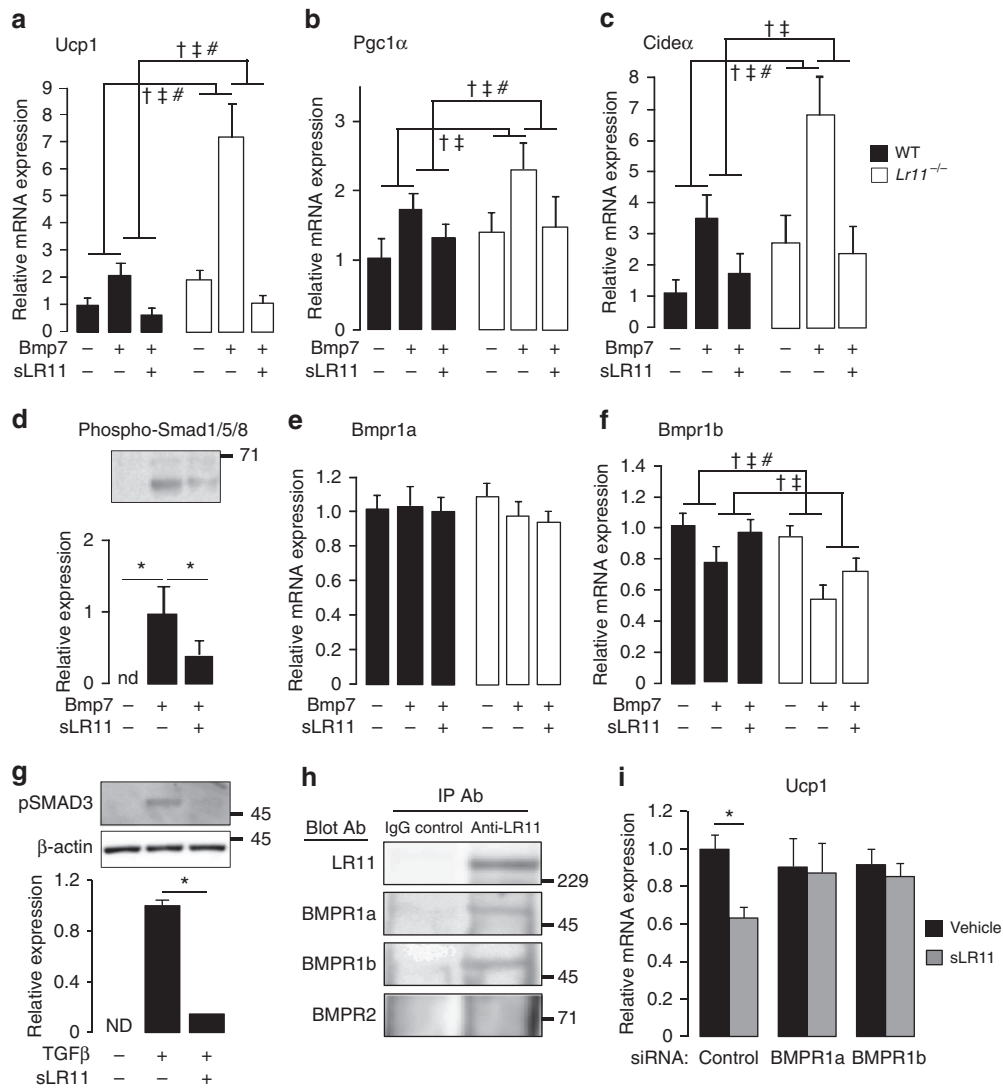 a
Ucp1
† ‡ #
† ‡ #
Relative mRNA expression
9
8
7
6
5
4
3
2
1
0
Bmp7 – + + – + +
sLR11 – – + – – +
b
Pgc1α
† ‡ #
† ‡
Relative mRNA expression
3
2
1
0
Bmp7 – + + – + +
sLR11 – – + – – +
c
Cideα
† ‡
† ‡ #
Relative mRNA expression
8
7
6
5
4
3
2
1
0
Bmp7 – + + – + +
sLR11 – – + – – +
WT
Lr11–/–
d
Phospho-Smad1/5/8
71
Relative expression
2
1
0
* *
nd
Bmp7 – + +
sLR11 – – +
e
Bmpr1a
Relative mRNA expression
1.4
1.2
1.0
0.8
0.6
0.4
0.2
0
Bmp7 – + + – + +
sLR11 – – + – – +
f
Bmpr1b
† ‡ #
† ‡
Relative mRNA expression
1.4
1.2
1.0
0.8
0.6
0.4
0.2
0
Bmp7 – + + – + +
sLR11 – – + – – +
g
pSMAD3
45
β-actin
45
Relative expression
1.2
0.8
0.4
0
*
ND
TGFβ – + +
sLR11 – – +
h
IP Ab
Blot Ab IgG control Anti-LR11
LR11
229
BMPR1a
45
BMPR1b
45
BMPR2
71
i
Ucp1
Relative mRNA expression
1.2
1.0
0.8
0.6
0.4
0.2
0
*
Vehicle
sLR11
siRNA: Control BMPR1a BMPR1b